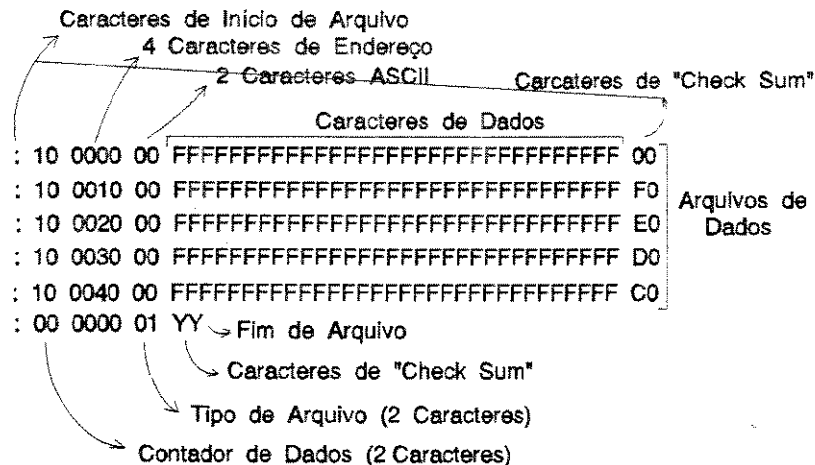 Caracteres de Início de Arquivo
4 Caracteres de Endereço
2 Caracteres ASCII
Carcateres de "Check Sum"
Caracteres de Dados
: 10 0000 00 FFFFFFFFFFFFFFFFFFFFFFFFFFFFFFFF 00
: 10 0010 00 FFFFFFFFFFFFFFFFFFFFFFFFFFFFFFFF F0
: 10 0020 00 FFFFFFFFFFFFFFFFFFFFFFFFFFFFFFFF E0
: 10 0030 00 FFFFFFFFFFFFFFFFFFFFFFFFFFFFFFFF D0
: 10 0040 00 FFFFFFFFFFFFFFFFFFFFFFFFFFFFFFFF C0
Arquivos de
Dados
: 00 0000 01 YY
Fim de Arquivo
Caracteres de "Check Sum"
Tipo de Arquivo (2 Caracteres)
Contador de Dados (2 Caracteres)